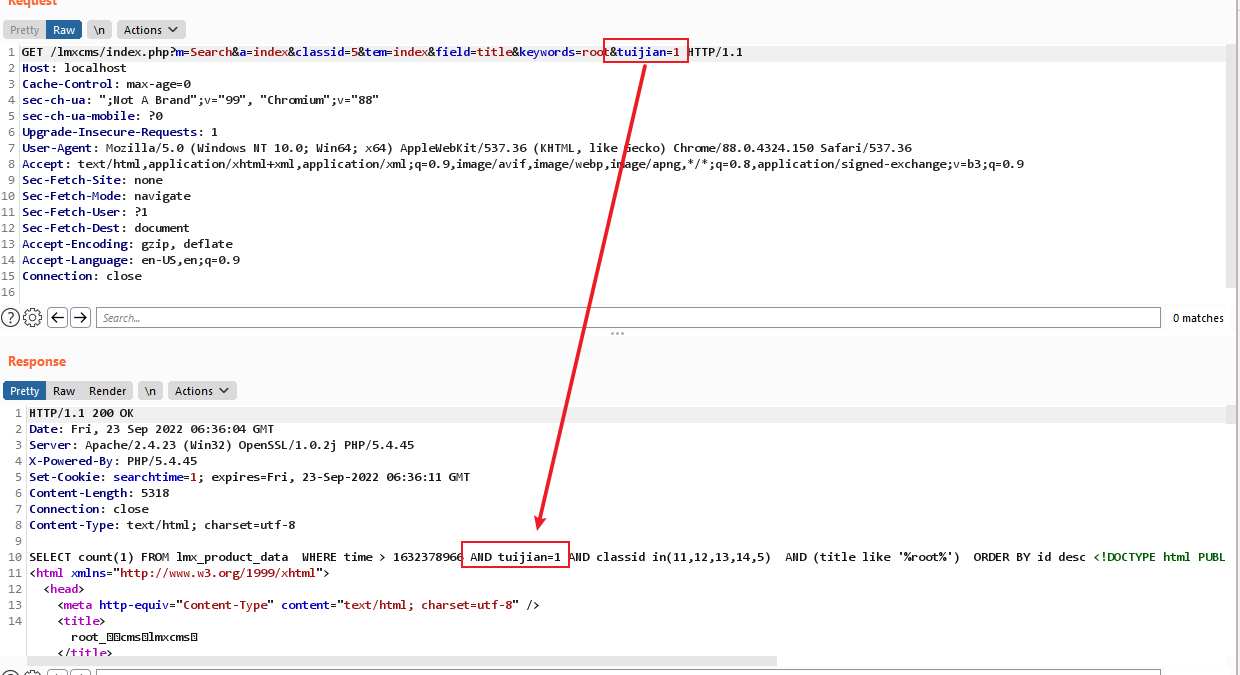 Request
Pretty Raw \n Actions
1 GET /lmxcms/index.php?m=Search&a=index&classid=5&tem=index&field=title&keywords=root&tuijian=1 HTTP/1.1
2 Host: localhost
3 Cache-Control: max-age=0
4 sec-ch-ua: ";Not A Brand";v="99", "Chromium";v="88"
5 sec-ch-ua-mobile: ?0
6 Upgrade-Insecure-Requests: 1
7 User-Agent: Mozilla/5.0 (Windows NT 10.0; Win64; x64) AppleWebKit/537.36 (KHTML, like Gecko) Chrome/88.0.4324.150 Safari/537.36
8 Accept: text/html,application/xhtml+xml,application/xml;q=0.9,image/avif,image/webp,image/apng,*/*;q=0.8,application/signed-exchange;v=b3;q=0.9
9 Sec-Fetch-Site: none
10 Sec-Fetch-Mode: navigate
11 Sec-Fetch-User: ?1
12 Sec-Fetch-Dest: document
13 Accept-Encoding: gzip, deflate
14 Accept-Language: en-US,en;q=0.9
15 Connection: close
16
Search... 0 matches
Response
Pretty Raw Render \n Actions
1 HTTP/1.1 200 OK
2 Date: Fri, 23 Sep 2022 06:36:04 GMT
3 Server: Apache/2.4.23 (Win32) OpenSSL/1.0.2j PHP/5.4.45
4 X-Powered-By: PHP/5.4.45
5 Set-Cookie: searchtime=1; expires=Fri, 23-Sep-2022 06:36:11 GMT
6 Content-Length: 5318
7 Connection: close
8 Content-Type: text/html; charset=utf-8
9
10 SELECT count(1) FROM lmx_product_data  WHERE time > 1632378966 AND tuijian=1 AND classid in(11,12,13,14,5)  AND (title like '%root%')  ORDER BY id desc <!DOCTYPE html PUBL
11 <html xmlns="http://www.w3.org/1999/xhtml">
12 <head>
13 <meta http-equiv="Content-Type" content="text/html; charset=utf-8" />
14 <title>
root_□□cms□lmxcms□
</title>